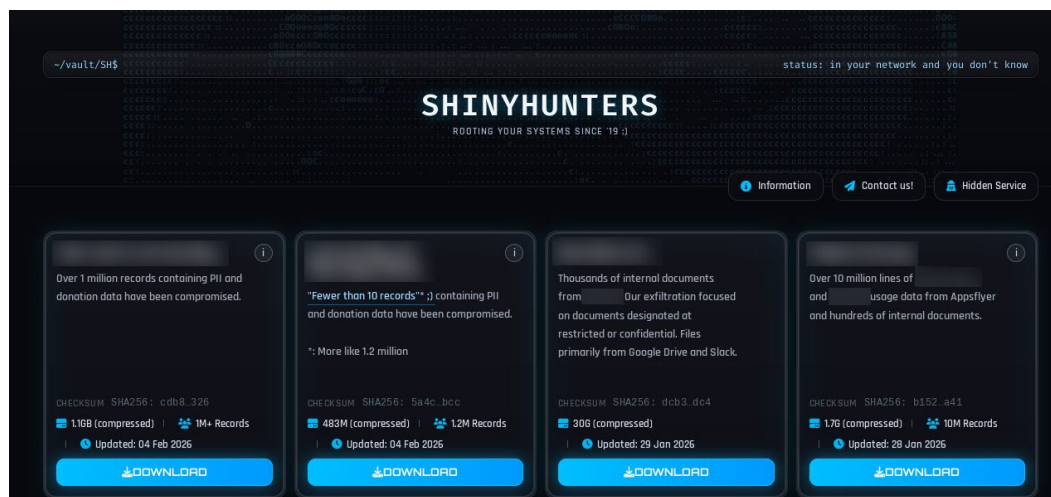 ~/vault/SH$
status: in your network and you don't know
SHINYHUNTERS
ROOTING YOUR SYSTEMS SINCE '19 ;)
Information
Contact us!
Hidden Service
i
Over 1 million records containing PII and
donation data have been compromised.
CHECKSUM SHA256: cdb8…326
1.1GB (compressed) | 1M+ Records
| Updated: 04 Feb 2026
DOWNLOAD
i
"Fewer than 10 records"* ;) containing PII
and donation data have been compromised.
*: More like 1.2 million
CHECKSUM SHA256: 5a4c…bcc
483M (compressed) | 1.2M Records
| Updated: 04 Feb 2026
DOWNLOAD
i
Thousands of internal documents
from Our exfiltration focused
on documents designated at
restricted or confidential. Files
primarily from Google Drive and Slack.
CHECKSUM SHA256: dcb3…dc4
30G (compressed)
| Updated: 29 Jan 2026
DOWNLOAD
i
Over 10 million lines of
and usage data from Appsflyer
and hundreds of internal documents.
CHECKSUM SHA256: b152…a41
1.7G (compressed) | 10M Records
| Updated: 28 Jan 2026
DOWNLOAD